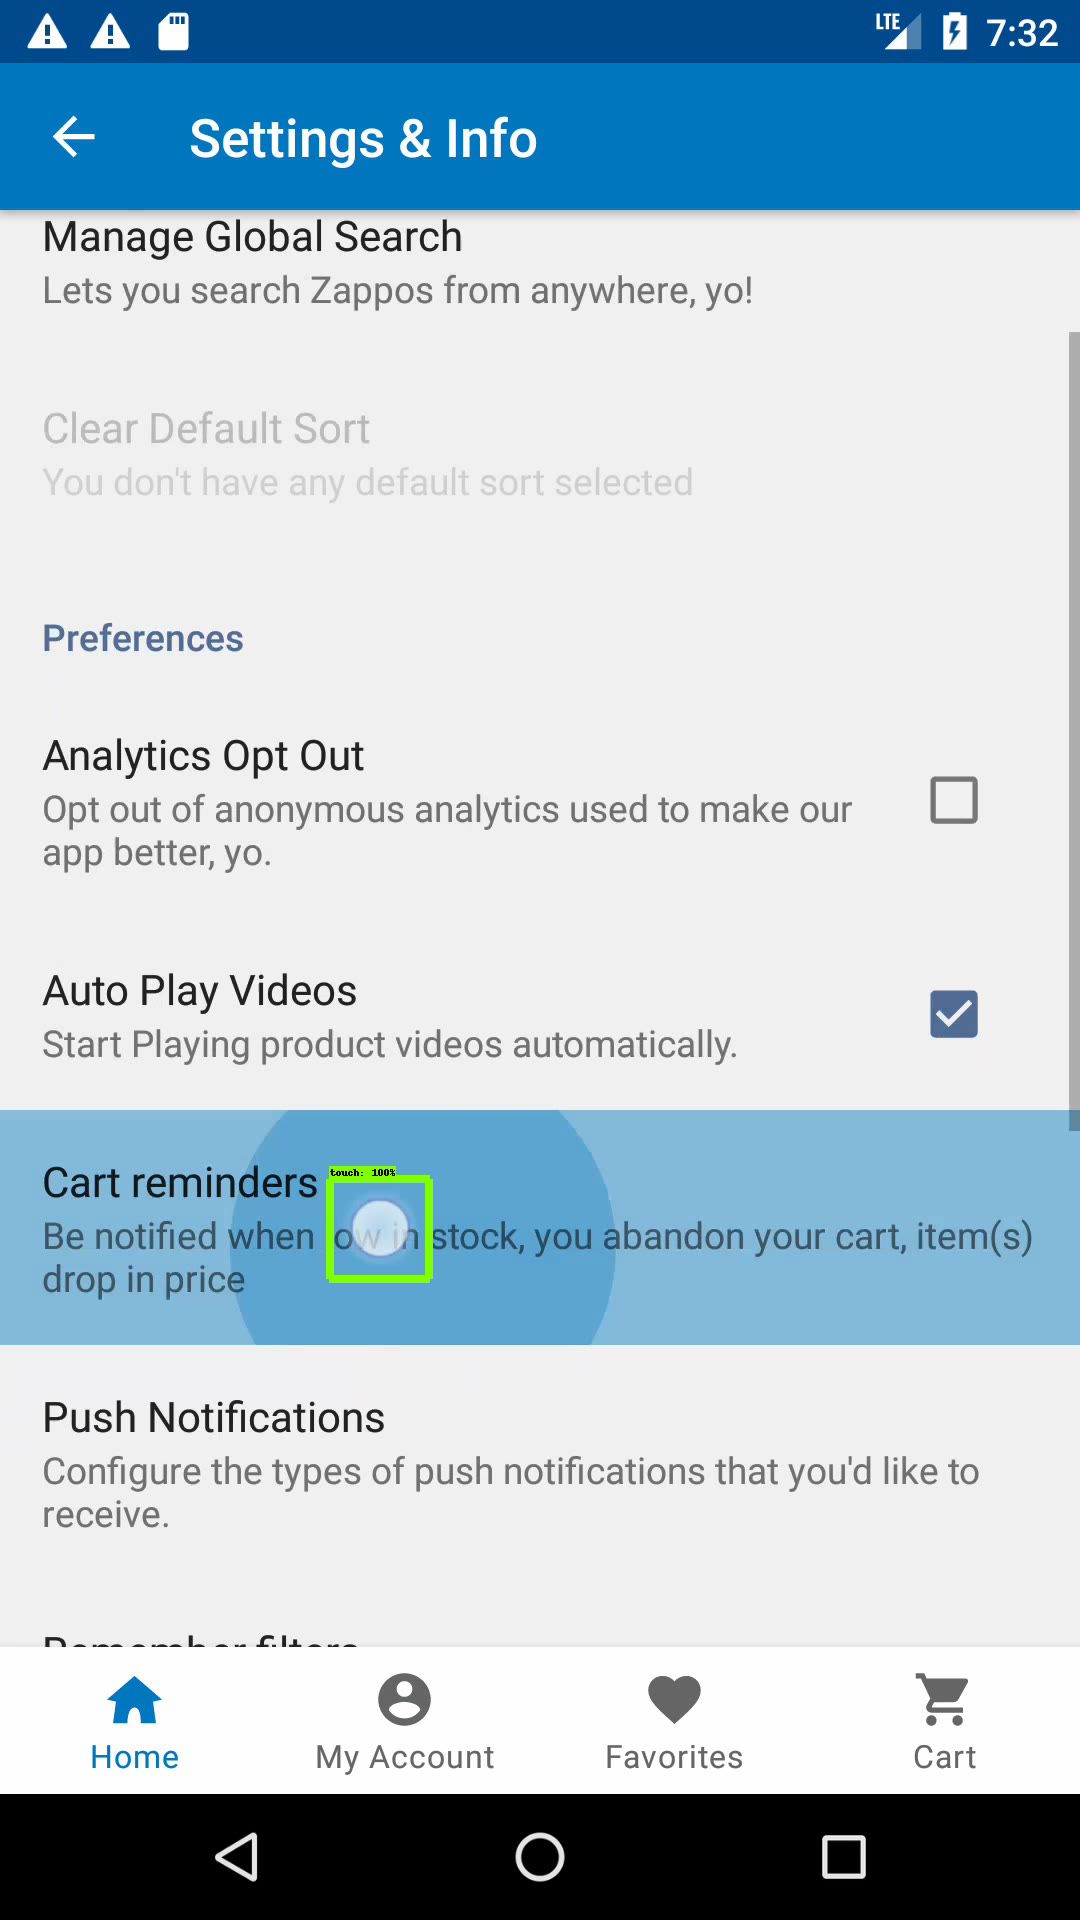 LTE 7:32
Settings & Info
Manage Global Search
Lets you search Zappos from anywhere, yo!
Clear Default Sort
You don't have any default sort selected
Preferences
Analytics Opt Out
Opt out of anonymous analytics used to make our
app better, yo.
Auto Play Videos
Start Playing product videos automatically.
touch: 100%
Cart reminders
Be notified when low in stock, you abandon your cart, item(s)
drop in price
Push Notifications
Configure the types of push notifications that you'd like to
receive.
Remember filters
Home My Account Favorites Cart